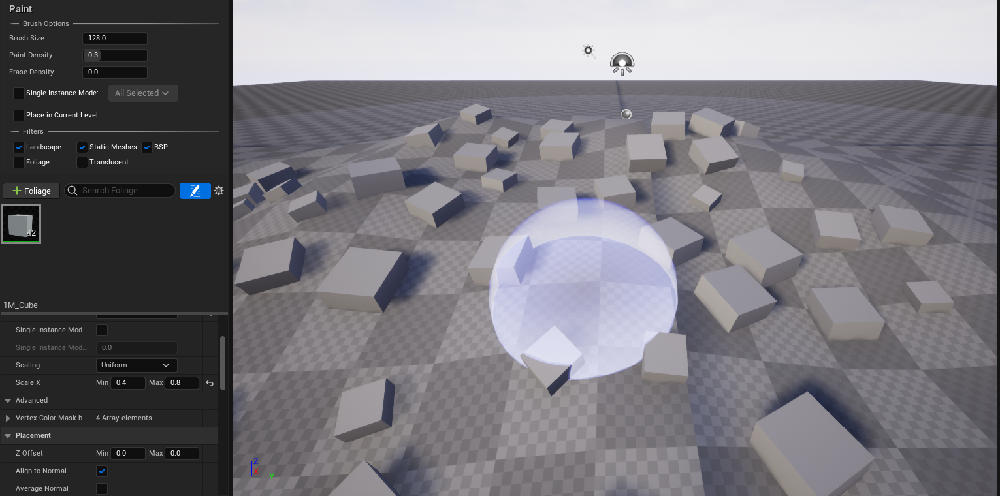 Paint
Brush Options
Brush Size 128.0
Paint Density 0.3
Erase Density 0.0
Single Instance Mode: All Selected
Place in Current Level
Filters
Landscape Static Meshes BSP
Foliage Translucent
+ Foliage Search Foliage
42
1M_Cube
Single Instance Mod...
Single Instance Mod... 0.0
Scaling Uniform
Scale X Min 0.4 Max 0.8
Advanced
Vertex Color Mask b... 4 Array elements
Placement
Z Offset Min 0.0 Max 0.0
Align to Normal
Average Normal
Z
X
Y